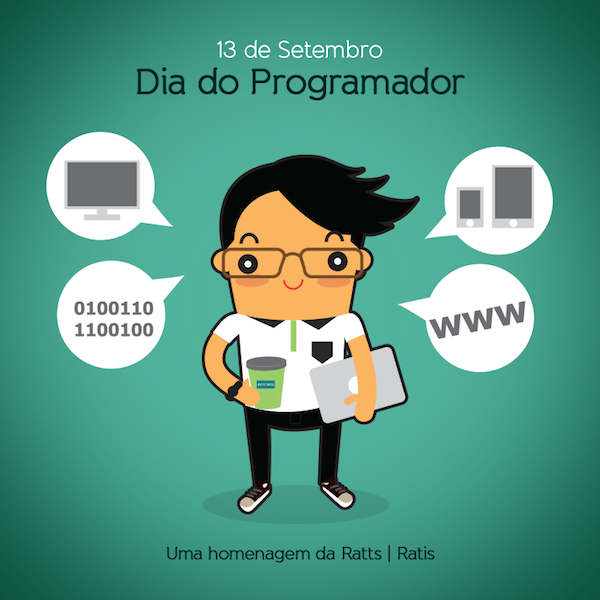 13 de Setembro
Dia do Programador
0100110
1100100
WWW
Uma homenagem da Ratts | Ratis